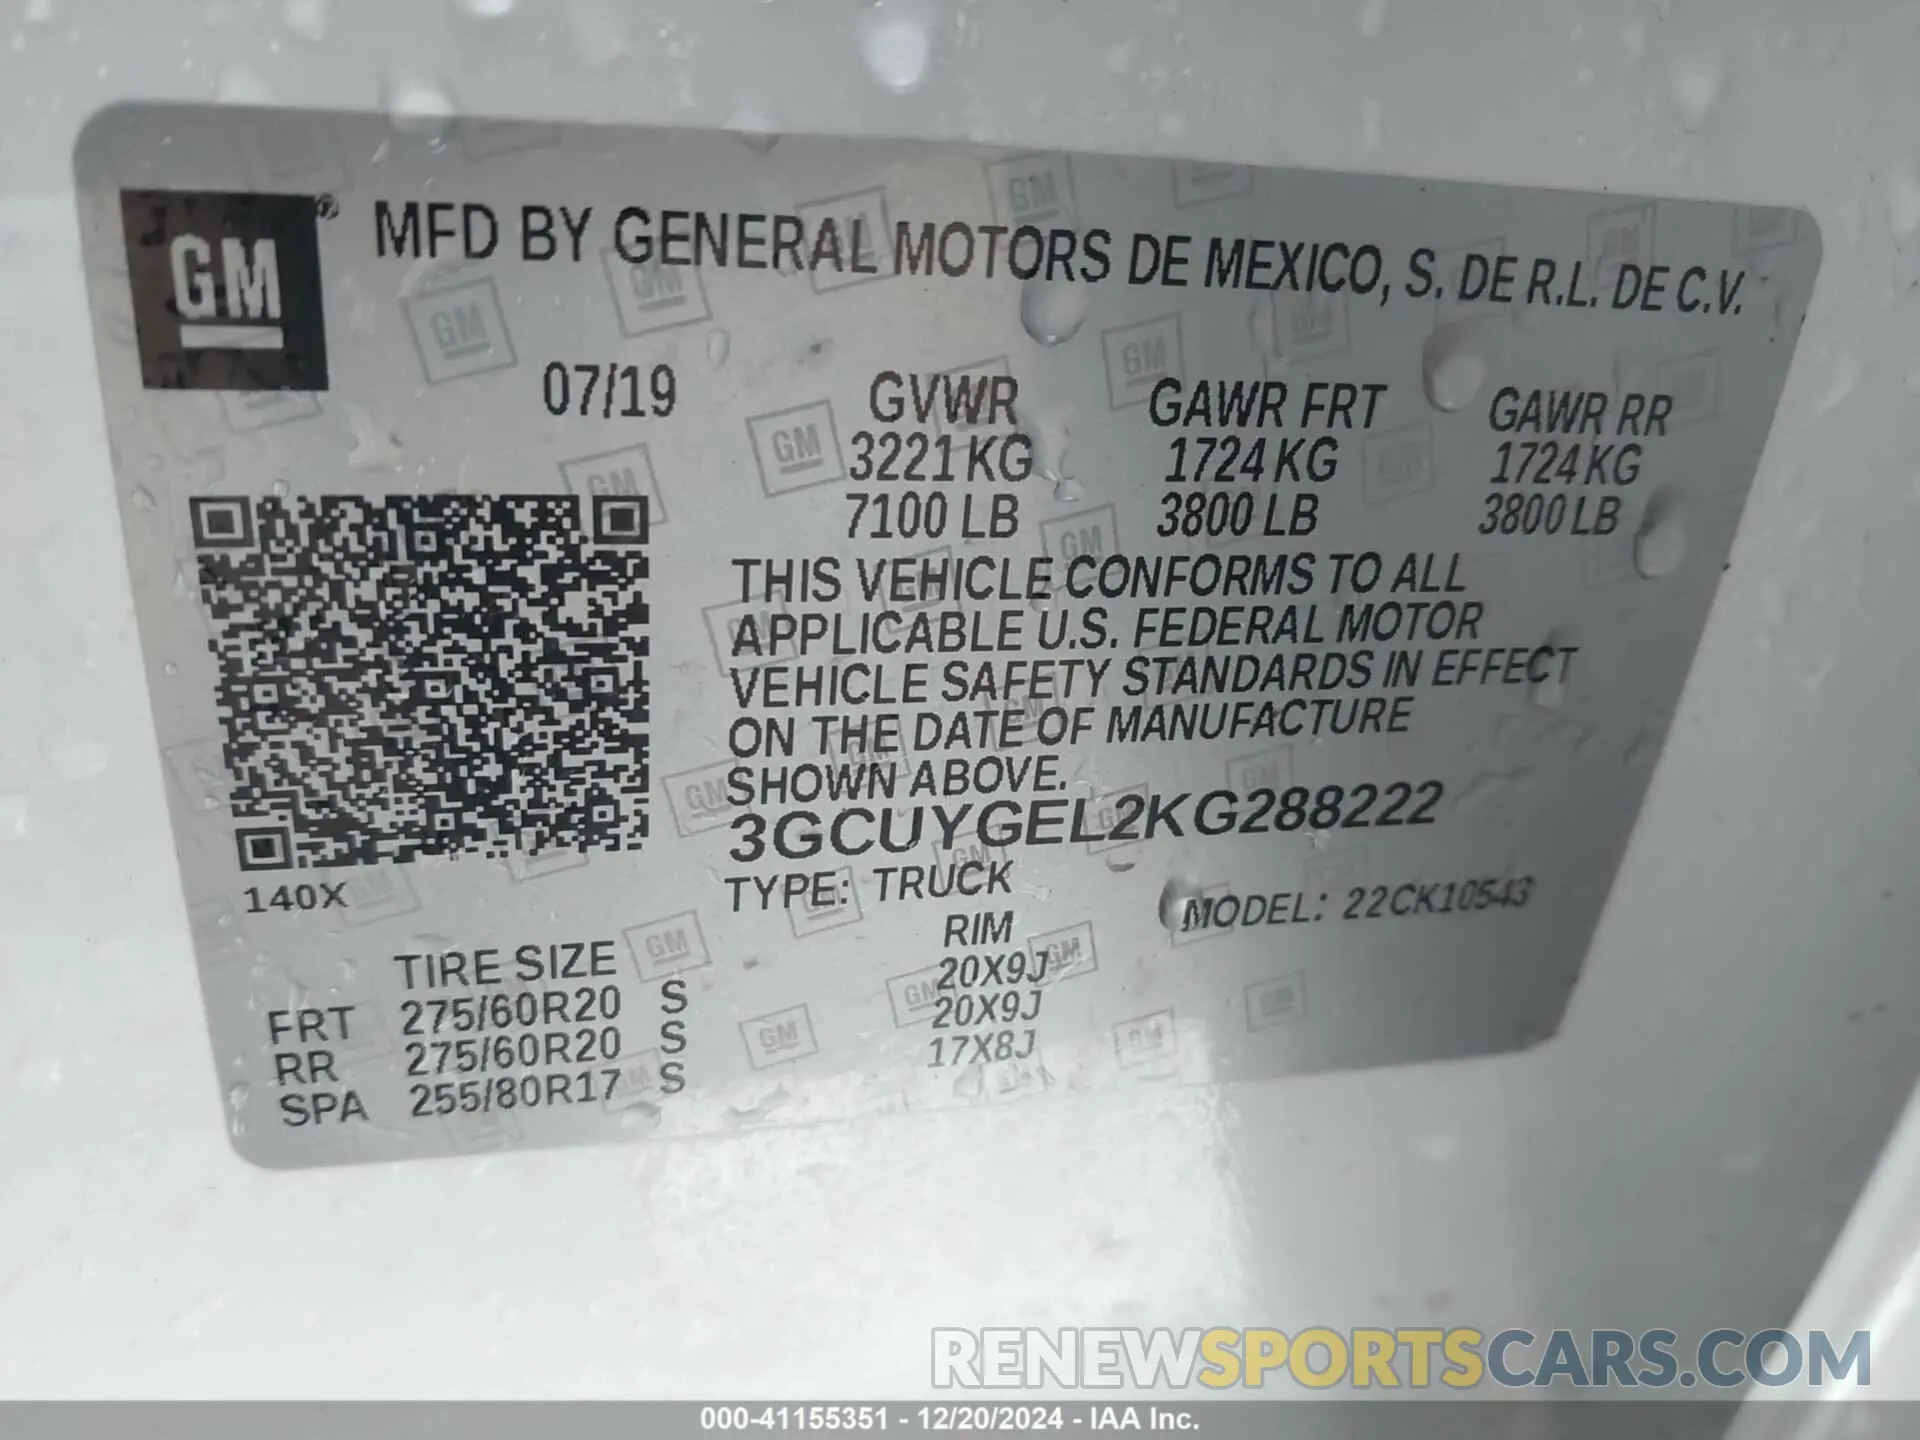 GM ® MFD BY GENERAL MOTORS DE MEXICO, S. DE R.L. DE C.V.
07/19 GVWR GAWR FRT GAWR RR
3221 KG 1724 KG 1724 KG
7100 LB 3800 LB 3800 LB
THIS VEHICLE CONFORMS TO ALL
APPLICABLE U.S. FEDERAL MOTOR
VEHICLE SAFETY STANDARDS IN EFFECT
ON THE DATE OF MANUFACTURE
SHOWN ABOVE.
3GCUYGEL2KG288222
140X
TYPE: TRUCK MODEL: 22CK10543
TIRE SIZE RIM
FRT 275/60R20 S 20X9J
RR 275/60R20 S 20X9J
SPA 255/80R17 S 17X8J
RENEWSPORTSCARS.COM
000-41155351 - 12/20/2024 - IAA Inc.